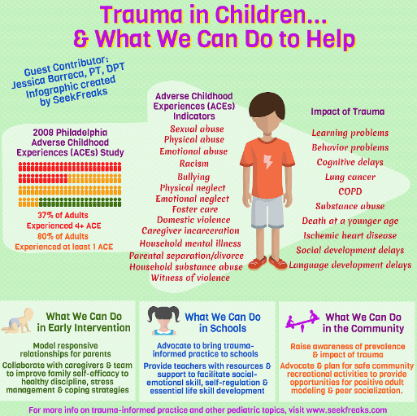 Trauma in Children...
& What We Can Do to Help
Guest Contributor:
Jessica Barreca, PT, DPT
Infographic created
by SeekFreaks
2009 Philadelphia
Adverse Childhood
Experiences (ACEs) Study
37% of Adults
Experienced 4+ ACE
80% of Adults
Experienced at least 1 ACE
Adverse Childhood
Experiences (ACEs)
Indicators
Sexual abuse
Physical abuse
Emotional abuse
Racism
Bullying
Physical neglect
Emotional neglect
Foster care
Domestic violence
Caregiver incarceration
Household mental illness
Parental separation/divorce
Household substance abuse
Witness of violence
Impact of Trauma
Learning problems
Behavior problems
Cognitive delays
Lung cancer
COPD
Substance abuse
Death at a younger age
Ischemic heart disease
Social development delays
Language development delays
What We Can Do
in Early Intervention
Model responsive
relationships for parents
Collaborate with caregivers & team
to improve family self-efficacy to
healthy discipline, stress
management & coping strategies
What We Can Do
in Schools
Advocate to bring trauma-
informed practice to schools
Provide teachers with resources &
support to facilitate social-
emotional skill, self-regulation &
essential life skill development
What We Can Do
in the Community
Raise awareness of prevalence
& impact of trauma
Advocate & plan for safe community
recreational activities to provide
opportunities for positive adult
modeling & peer socialization.
For more info on trauma-informed practice and other pediatric topics, visit www.seekfreaks.com